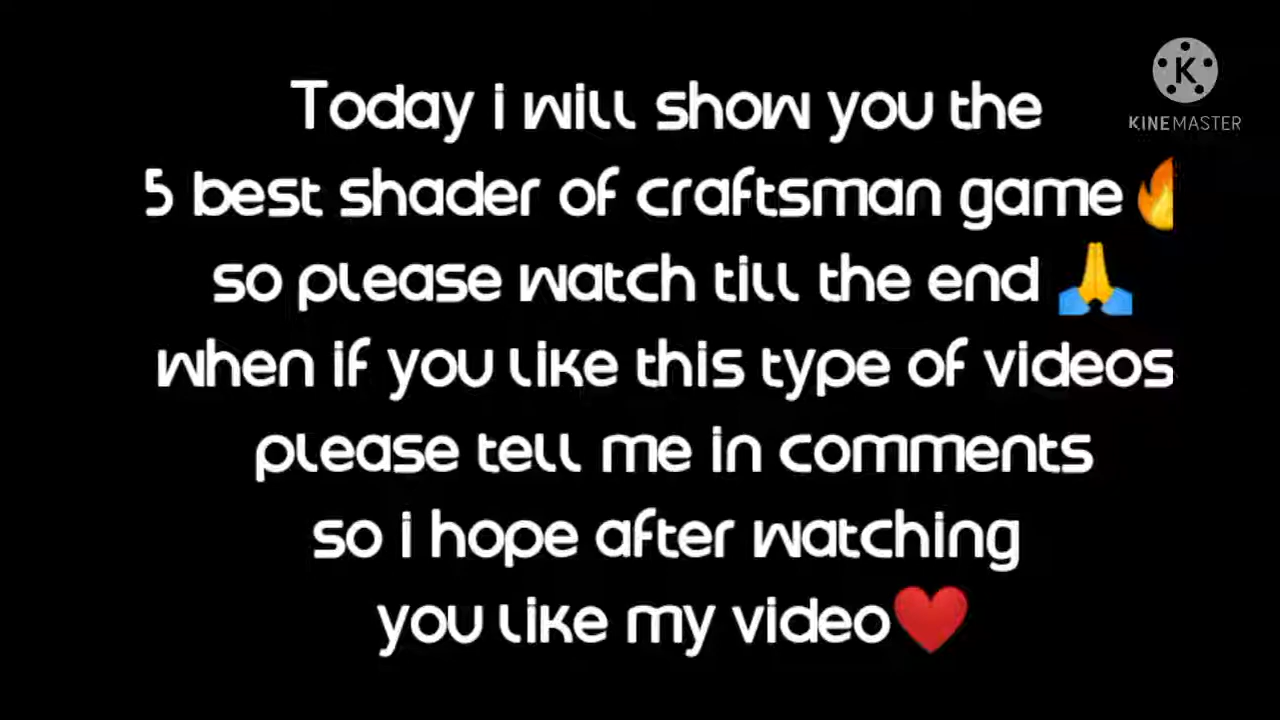 Today i will show you the
5 best shader of craftsman game🔥
so please watch till the end 🙏
when if you like this type of videos
please tell me in comments
so i hope after watching
you like my video❤️
K
KINEMASTER